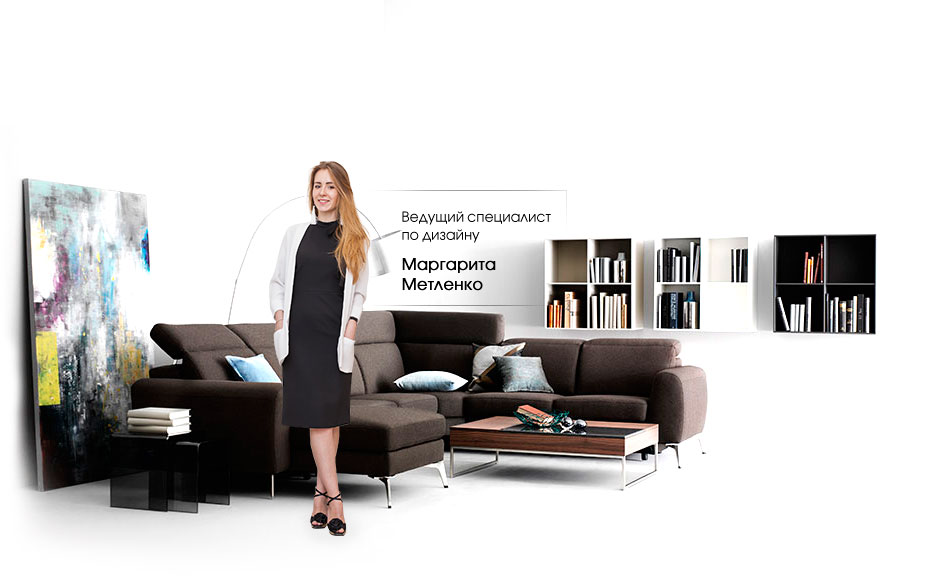 Ведущий специалист
по дизайну
Маргарита
Метленко